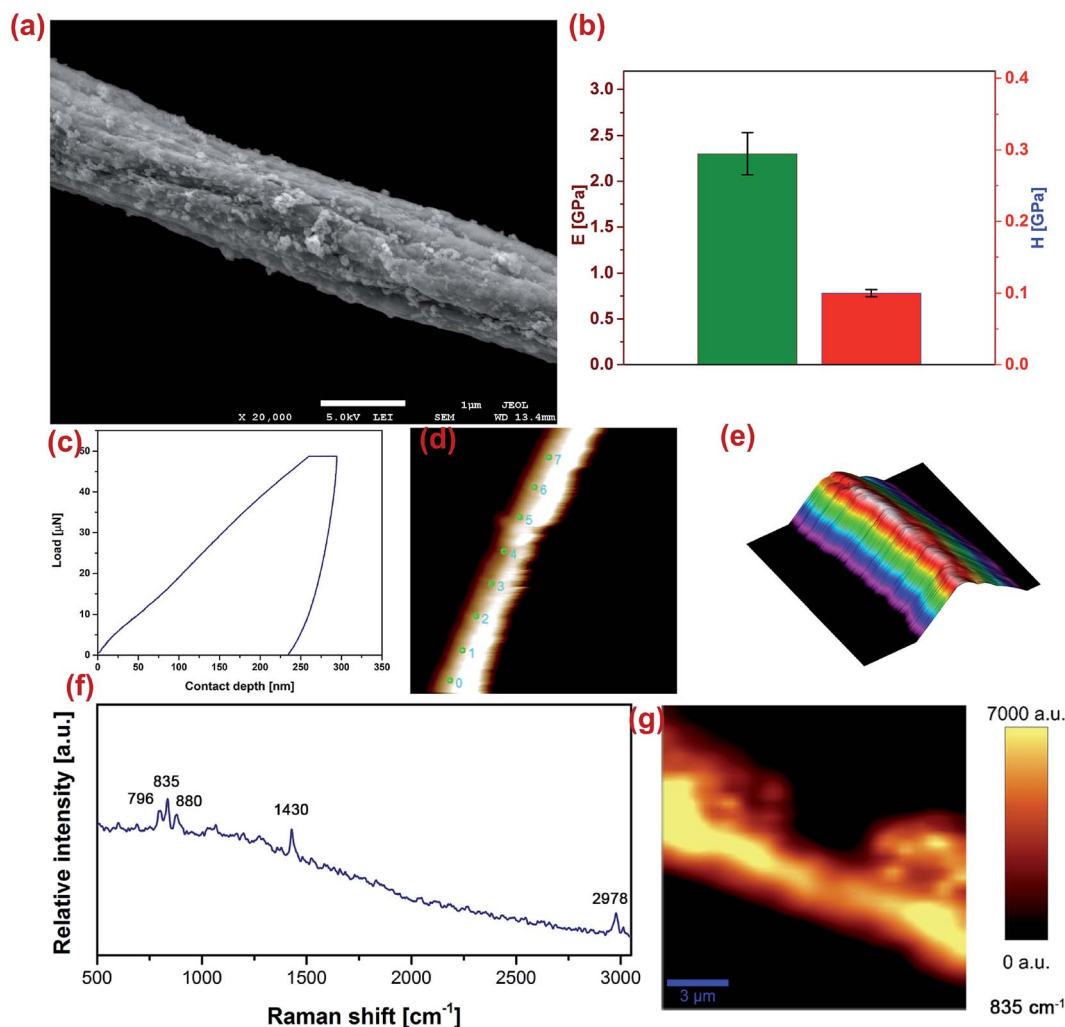 (a)
X 20,000 5.0kV LEI SEM 1µm JEOL WD 13.4mm
(b)
E [GPa]
3.0
2.5
2.0
1.5
1.0
0.5
0.0
0.4
0.3
0.2
0.1
0.0
H [GPa]
(c)
Load [µN]
50
40
30
20
10
0
0 50 100 150 200 250 300 350
Contact depth [nm]
(d)
7
6
5
4
3
2
1
0
(e)
(f)
Relative intensity [a.u.]
796
835
880
1430
2978
500 1000 1500 2000 2500 3000
Raman shift [cm-1]
(g)
3 µm
7000 a.u.
0 a.u.
835 cm-1